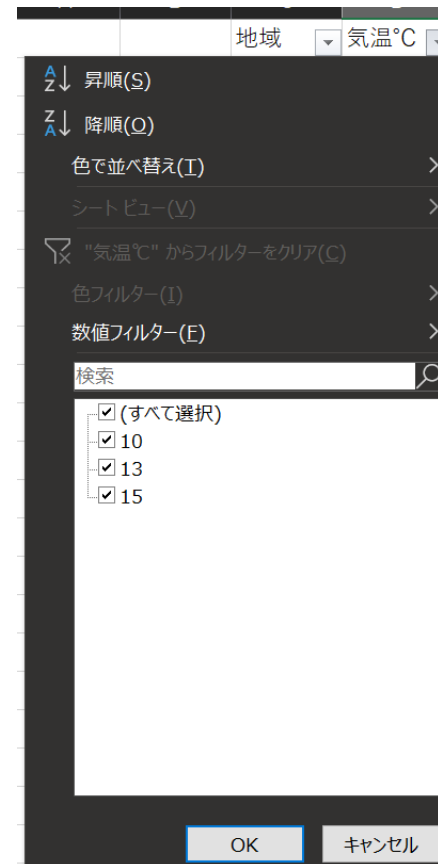 地域 気温°C
昇順(S)
降順(O)
色で並べ替え(T)
シート ビュー(V)
"気温℃" からフィルターをクリア(C)
色フィルター(I)
数値フィルター(F)
検索
(すべて選択)
10
13
15
OK キャンセル